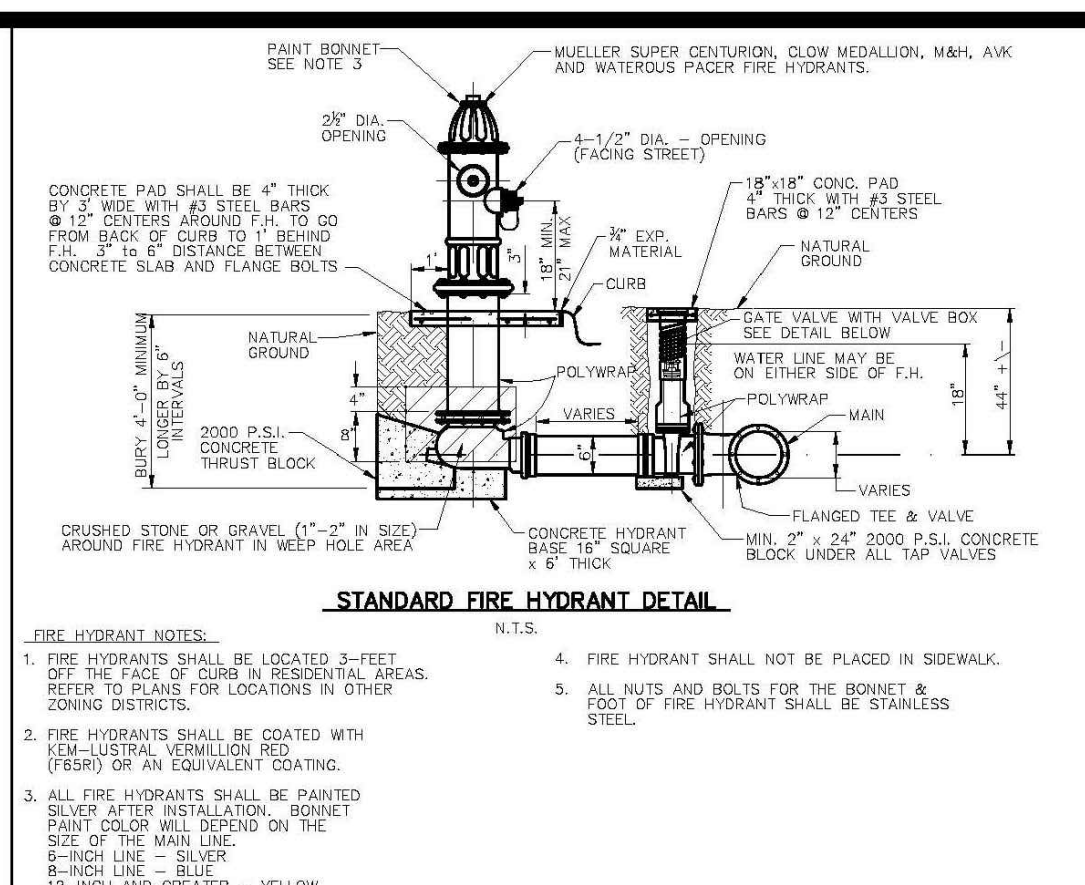 PAINT BONNET
SEE NOTE 3
MUELLER SUPER CENTURION, CLOW MEDALLION, M&H, AVK
AND WATEROUS PACER FIRE HYDRANTS.
2½" DIA.
OPENING
4-1/2" DIA. - OPENING
(FACING STREET)
CONCRETE PAD SHALL BE 4" THICK
BY 3' WIDE WITH #3 STEEL BARS
@ 12" CENTERS AROUND F.H. TO GO
FROM BACK OF CURB TO 1' BEHIND
F.H. 3" to 6" DISTANCE BETWEEN
CONCRETE SLAB AND FLANGE BOLTS
18"x18" CONC. PAD
4" THICK WITH #3 STEEL
BARS @ 12" CENTERS
1'
3"
18" MIN.
21" MAX
¾" EXP.
MATERIAL
CURB
NATURAL
GROUND
GATE VALVE WITH VALVE BOX
SEE DETAIL BELOW
WATER LINE MAY BE
ON EITHER SIDE OF F.H.
NATURAL
GROUND
BURY 4'-0" MINIMUM
LONGER BY 6"
INTERVALS
4"
8"
POLYWRAP
VARIES
POLYWRAP
18"
44" +/-
MAIN
2000 P.S.I.
CONCRETE
THRUST BLOCK
6"
VARIES
FLANGED TEE & VALVE
CRUSHED STONE OR GRAVEL (1"-2" IN SIZE)
AROUND FIRE HYDRANT IN WEEP HOLE AREA
CONCRETE HYDRANT
BASE 16" SQUARE
x 6' THICK
MIN. 2" x 24" 2000 P.S.I. CONCRETE
BLOCK UNDER ALL TAP VALVES
STANDARD FIRE HYDRANT DETAIL
N.T.S.
FIRE HYDRANT NOTES:
1. FIRE HYDRANTS SHALL BE LOCATED 3-FEET
OFF THE FACE OF CURB IN RESIDENTIAL AREAS.
REFER TO PLANS FOR LOCATIONS IN OTHER
ZONING DISTRICTS.
2. FIRE HYDRANTS SHALL BE COATED WITH
KEM-LUSTRAL VERMILLION RED
(F65RI) OR AN EQUIVALENT COATING.
3. ALL FIRE HYDRANTS SHALL BE PAINTED
SILVER AFTER INSTALLATION. BONNET
PAINT COLOR WILL DEPEND ON THE
SIZE OF THE MAIN LINE.
6-INCH LINE - SILVER
8-INCH LINE - BLUE
12-INCH AND GREATER - YELLOW
4. FIRE HYDRANT SHALL NOT BE PLACED IN SIDEWALK.
5. ALL NUTS AND BOLTS FOR THE BONNET &
FOOT OF FIRE HYDRANT SHALL BE STAINLESS
STEEL.